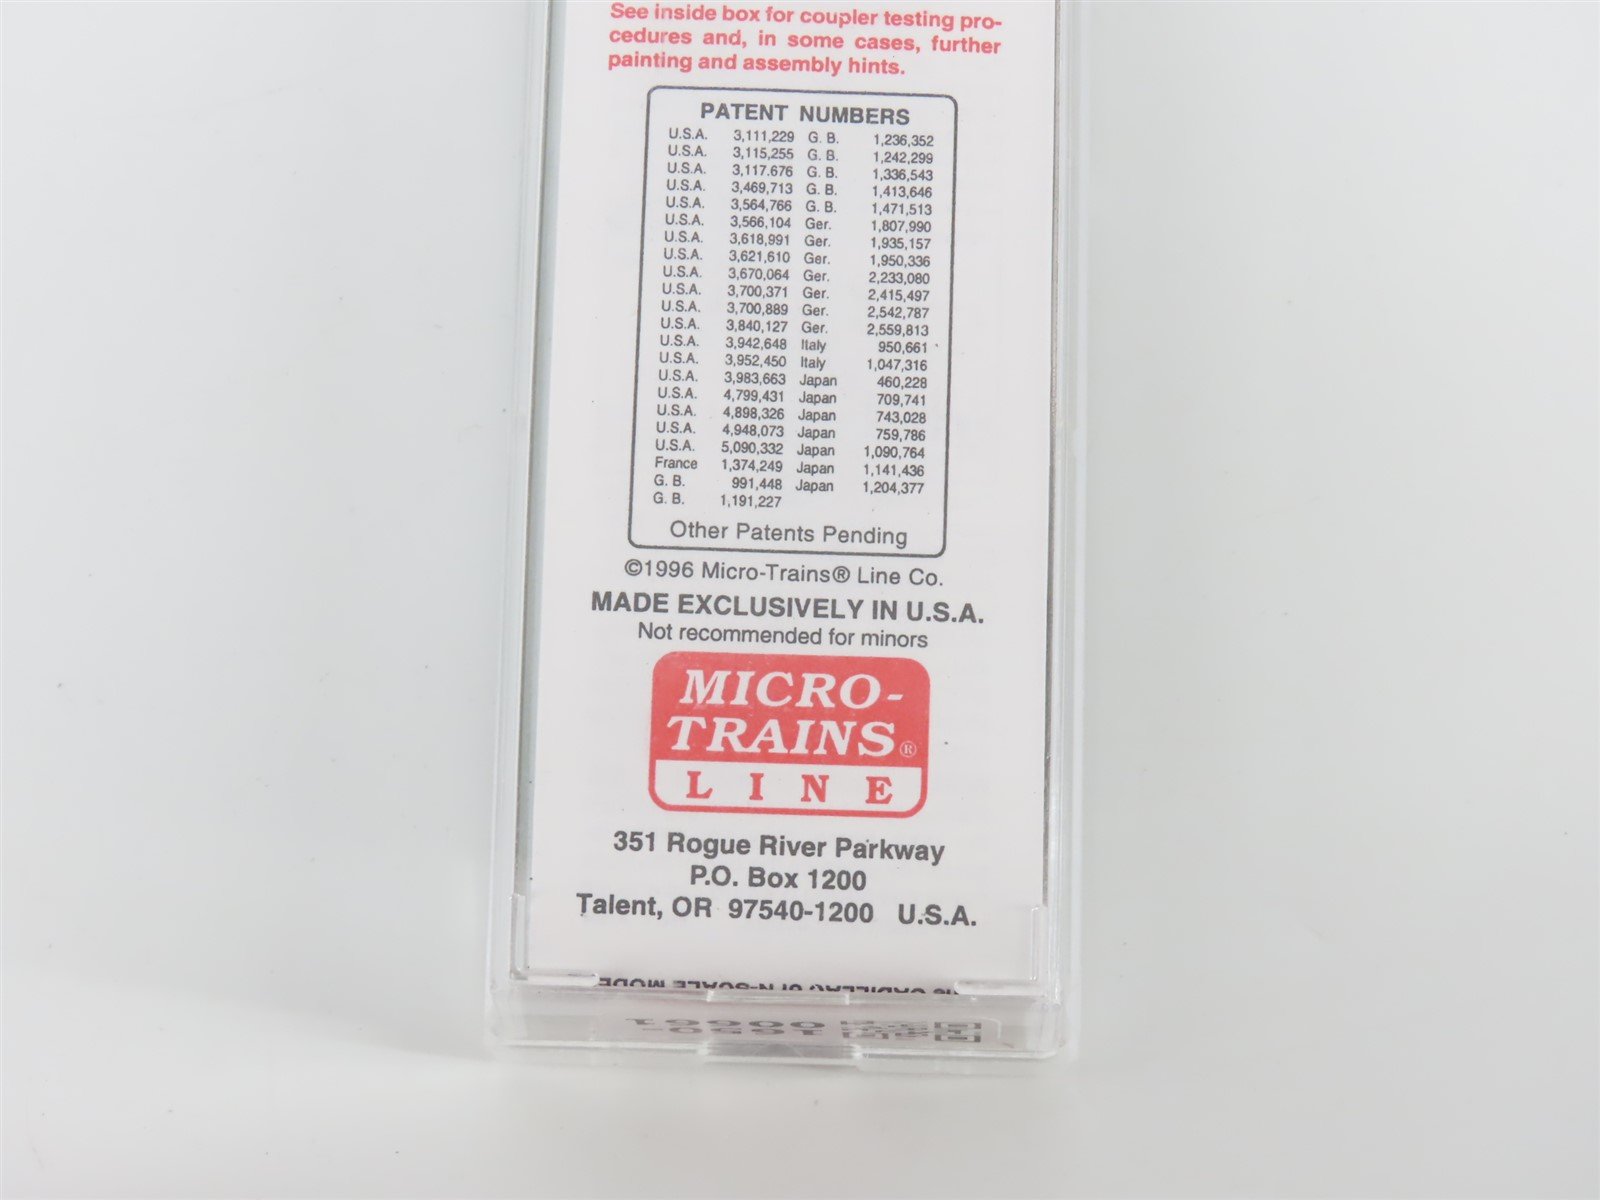 See inside box for coupler testing pro-
cedures and, in some cases, further
painting and assembly hints.
PATENT NUMBERS
U.S.A. 3,111,229 G. B. 1,236,352
U.S.A. 3,115,255 G. B. 1,242,299
U.S.A. 3,117.676 G. B. 1,336,543
U.S.A. 3,469,713 G. B. 1,413,646
U.S.A. 3,564,766 G. B. 1,471,513
U.S.A. 3,566,104 Ger. 1,807,990
U.S.A. 3,618,991 Ger. 1,935,157
U.S.A. 3,621,610 Ger. 1,950,336
U.S.A. 3,670,064 Ger. 2,233,080
U.S.A. 3,700,371 Ger. 2,415,497
U.S.A. 3,700,889 Ger. 2,542,787
U.S.A. 3,840,127 Ger. 2,559,813
U.S.A. 3,942,648 Italy 950,661
U.S.A. 3,952,450 Italy 1,047,316
U.S.A. 3,983,663 Japan 460,228
U.S.A. 4,799,431 Japan 709,741
U.S.A. 4,898,326 Japan 743,028
U.S.A. 4,948,073 Japan 759,786
U.S.A. 5,090,332 Japan 1,090,764
France 1,374,249 Japan 1,141,436
G. B. 991,448 Japan 1,204,377
G. B. 1,191,227
Other Patents Pending
©1996 Micro-Trains® Line Co.
MADE EXCLUSIVELY IN U.S.A.
Not recommended for minors
MICRO-
TRAINS®
LINE
351 Rogue River Parkway
P.O. Box 1200
Talent, OR 97540-1200 U.S.A.
CADILLAC of N-SCALE